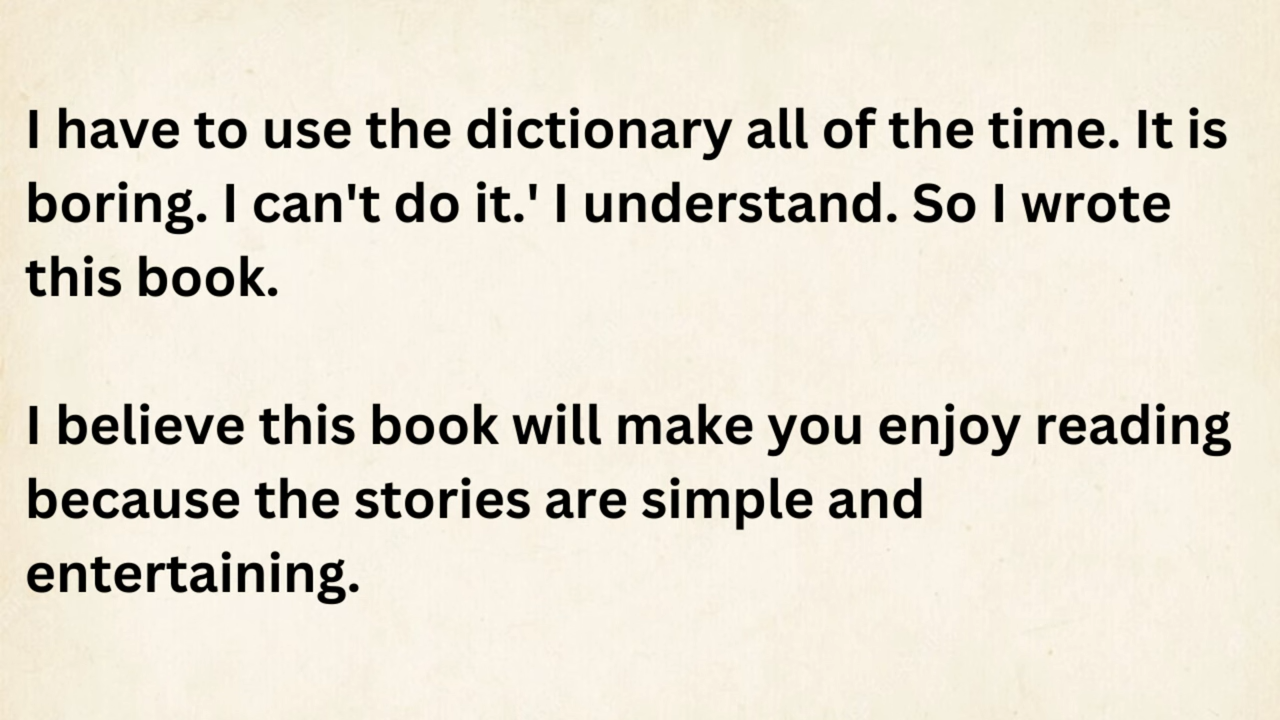 I have to use the dictionary all of the time. It is
boring. I can't do it.' I understand. So I wrote
this book.
I believe this book will make you enjoy reading
because the stories are simple and
entertaining.